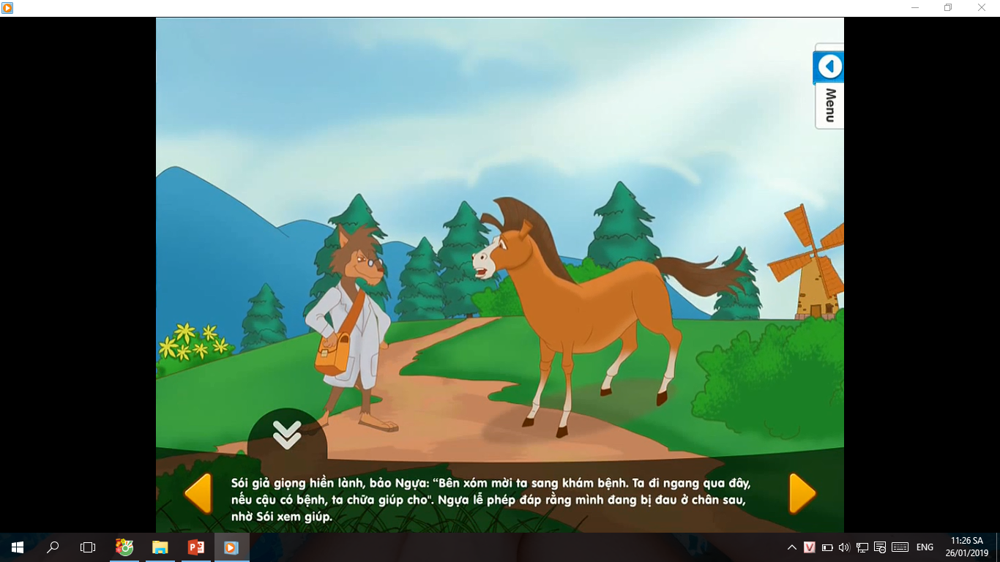 Menu
Sói giả giọng hiền lành, bảo Ngựa: “Bên xóm mời ta sang khám bệnh. Ta đi ngang qua đây,
nếu cậu có bệnh, ta chữa giúp cho". Ngựa lễ phép đáp rằng mình đang bị đau ở chân sau,
nhờ Sói xem giúp.
V
ENG
11:26 SA
26/01/2019